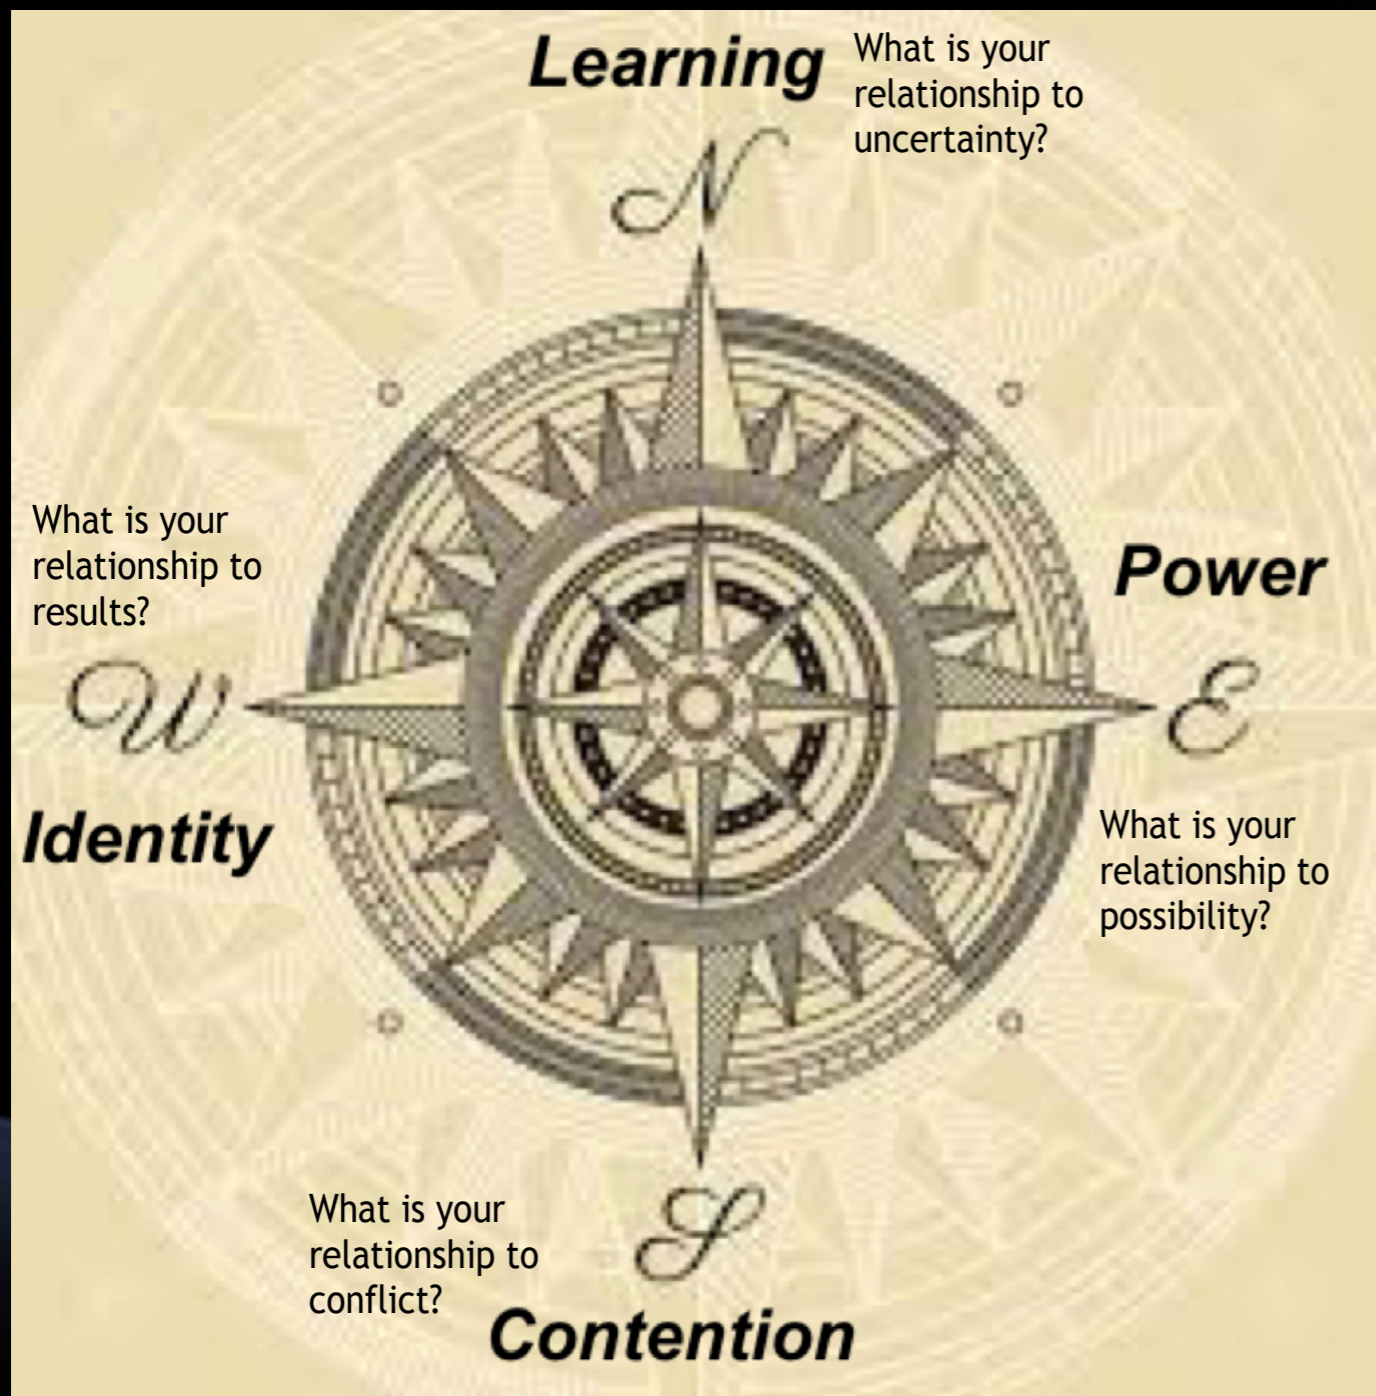 Learning
What is your
relationship to
uncertainty?
N
What is your
relationship to
results?
W
Identity
Power
E
What is your
relationship to
possibility?
What is your
relationship to
conflict?
S
Contention